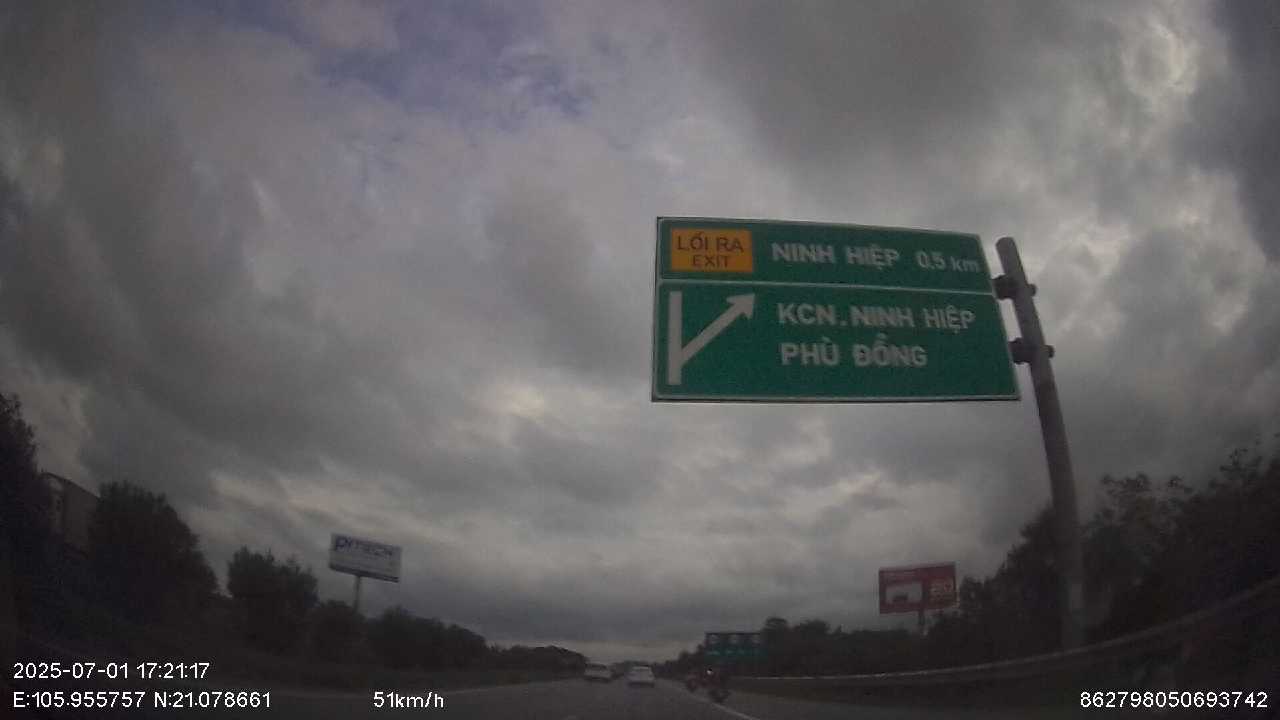 LỐI RA
EXIT
NINH HIỆP 0.5 km
KCN. NINH HIỆP
PHÙ ĐỔNG
2025-07-01 17:21:17
E:105.955757 N:21.078661
51km/h
862798050693742